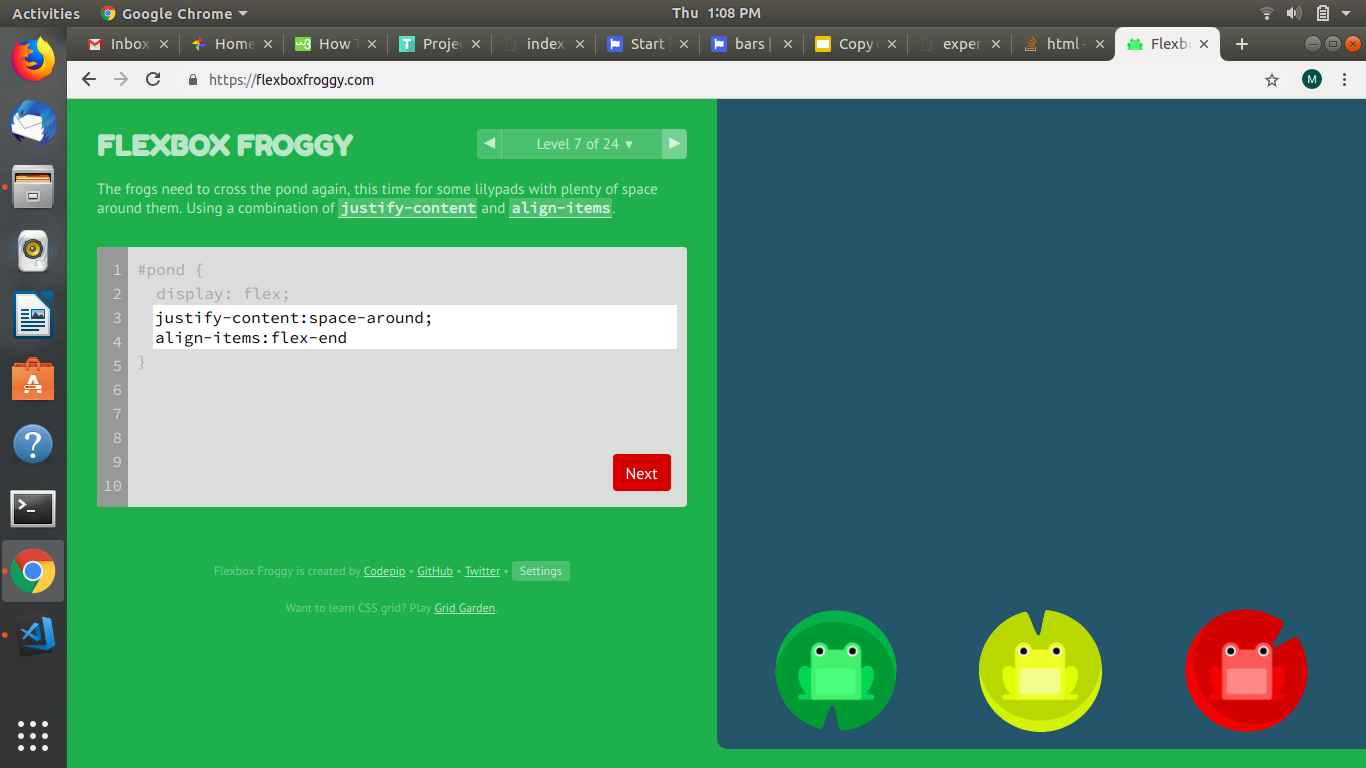 Activities Google Chrome Thu 1:08 PM
Inbox Home How T Proje index Start bars | Copy exper html - Flexb
https://flexboxfroggy.com M
FLEXBOX FROGGY
Level 7 of 24
The frogs need to cross the pond again, this time for some lilypads with plenty of space
around them. Using a combination of justify-content and align-items.
1 #pond {
2 display: flex;
3 justify-content:space-around;
4 align-items:flex-end
5 }
6
7
8
9
10
Next
Flexbox Froggy is created by Codepip • GitHub • Twitter • Settings
Want to learn CSS grid? Play Grid Garden.